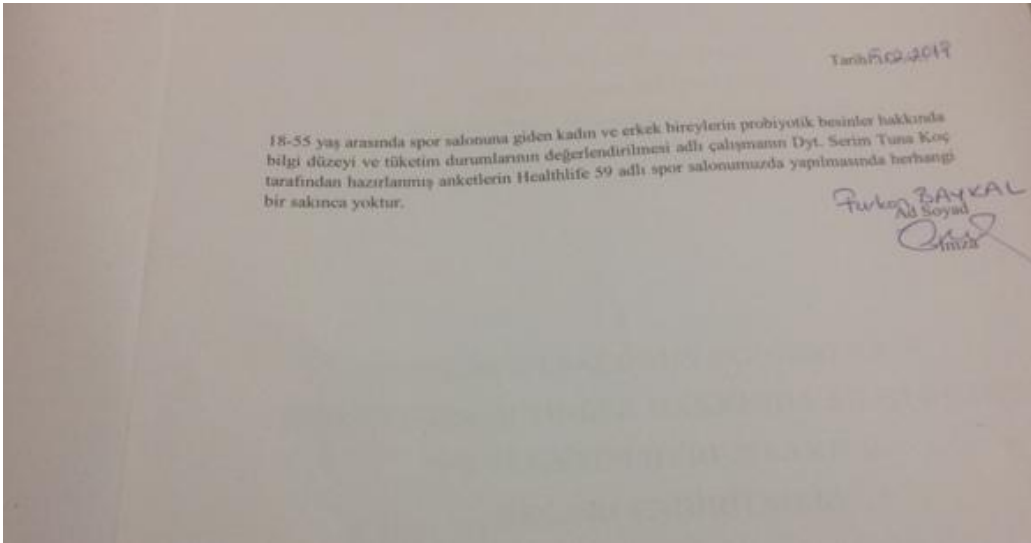 Tarih 15.02.2019
18-55 yaş arasında spor salonuna giden kadın ve erkek bireylerin probiyotik besinler hakkında
bilgi düzeyi ve tüketim durumlarının değerlendirilmesi adlı çalışmanın Dyt. Serim Tuna Koç
tarafından hazırlanmış anketlerin Healthlife 59 adlı spor salonumuzda yapılmasında herhangi
bir sakınca yoktur.
Furkan BAYKAL
Ad Soyad
İmza